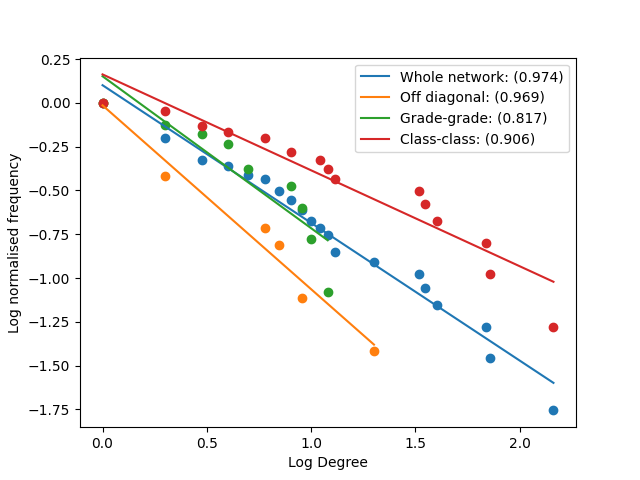 0.25
0.00
−0.25
−0.50
−0.75
−1.00
−1.25
−1.50
−1.75
Log normalised frequency
Whole network: (0.974)
Off diagonal: (0.969)
Grade-grade: (0.817)
Class-class: (0.906)
0.0 0.5 1.0 1.5 2.0
Log Degree